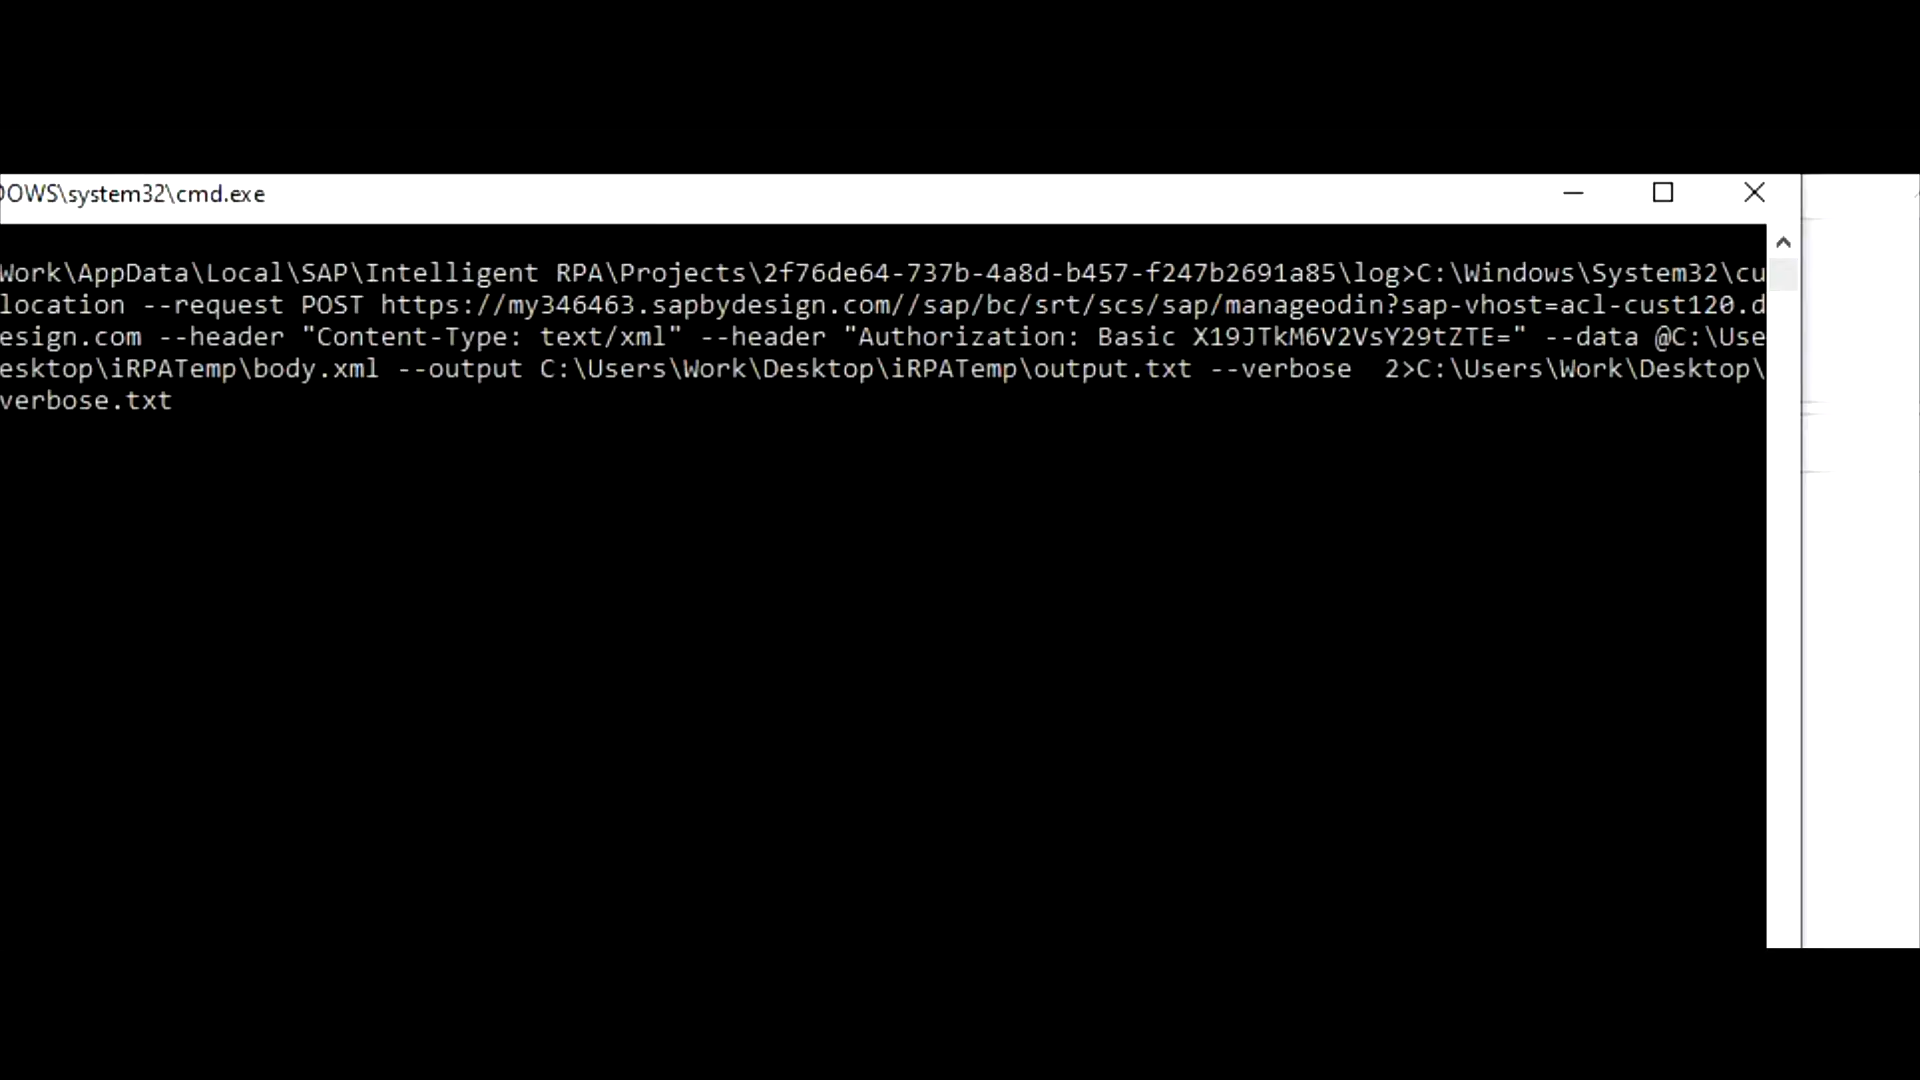 DOWS\system32\cmd.exe
Work\AppData\Local\SAP\Intelligent RPA\Projects\2f76de64-737b-4a8d-b457-f247b2691a85\log>C:\Windows\System32\cu
location --request POST https://my346463.sapbydesign.com//sap/bc/srt/scs/sap/manageodin?sap-vhost=acl-cust120.d
esign.com --header "Content-Type: text/xml" --header "Authorization: Basic X19JTkM6V2VsY29tZTE=" --data @C:\Use
esktop\iRPATemp\body.xml --output C:\Users\Work\Desktop\iRPATemp\output.txt --verbose  2>C:\Users\Work\Desktop\
verbose.txt